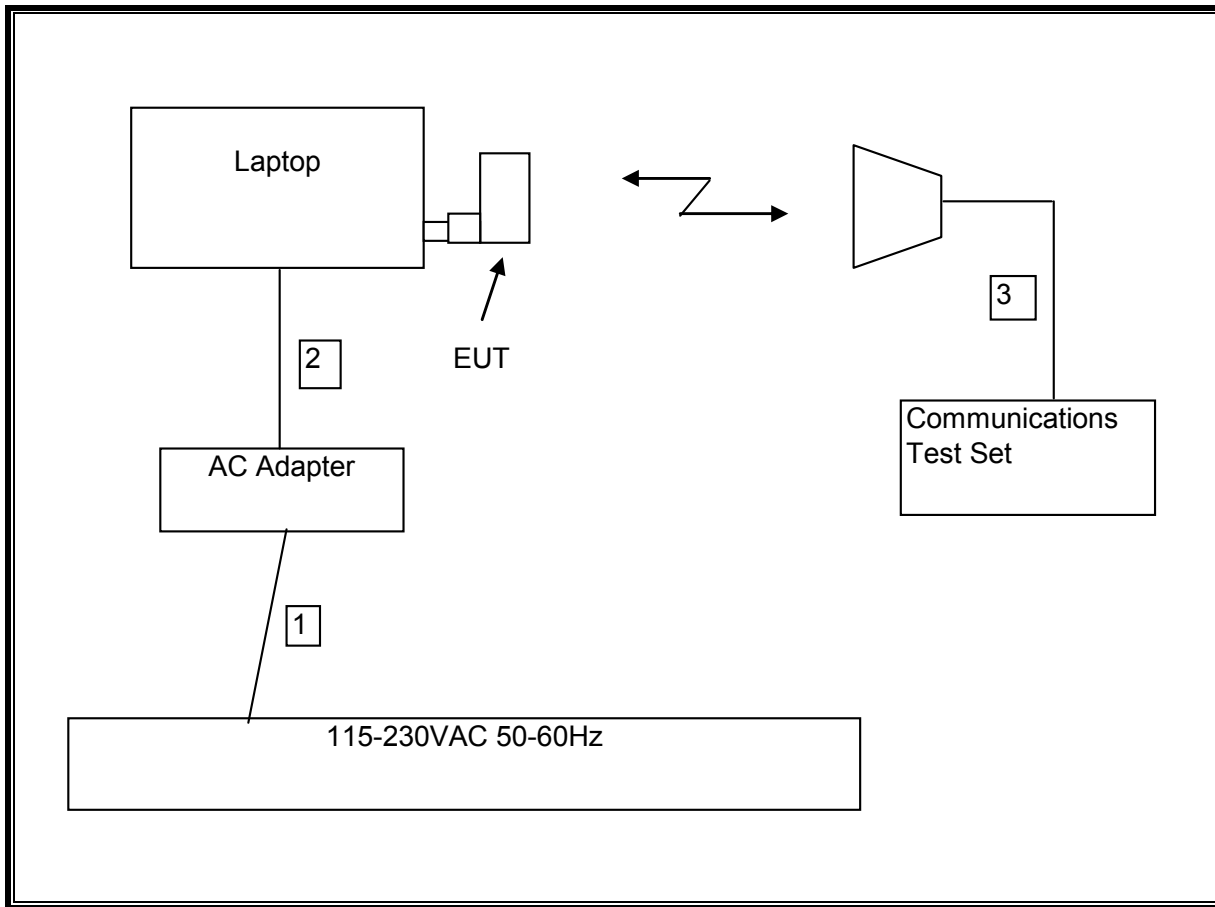 Laptop
EUT
2
3
AC Adapter
Communications
Test Set
1
115-230VAC 50-60Hz